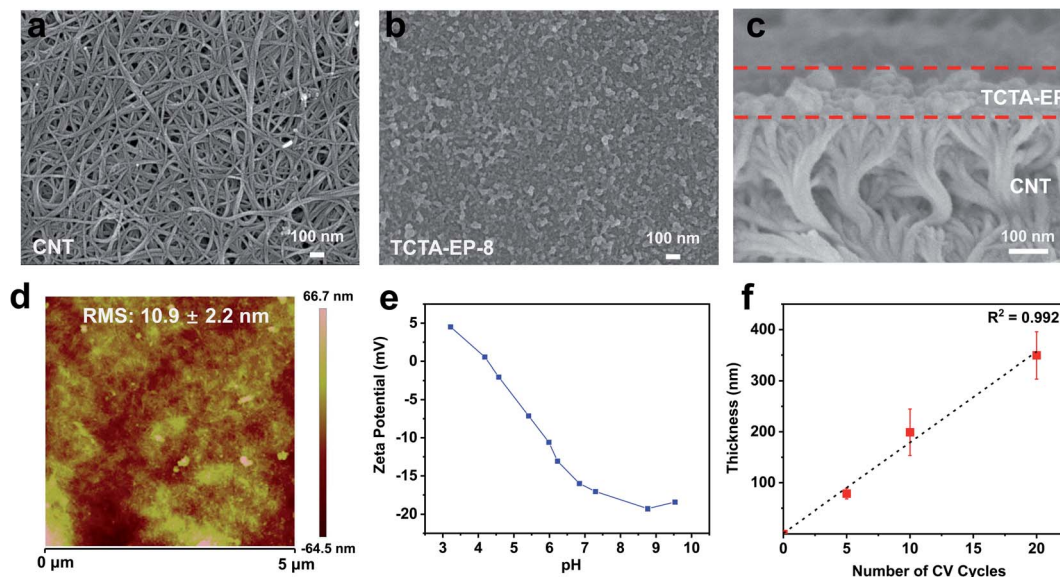 a
CNT
100 nm
b
TCTA-EP-8
100 nm
c
TCTA-EP
CNT
100 nm
d
RMS: 10.9 ± 2.2 nm
66.7 nm
-64.5 nm
0 μm
5 μm
e
Zeta Potential (mV)
5
0
-5
-10
-15
-20
3 4 5 6 7 8 9 10
pH
f
R² = 0.992
Thickness (nm)
400
300
200
100
0 5 10 20
Number of CV Cycles